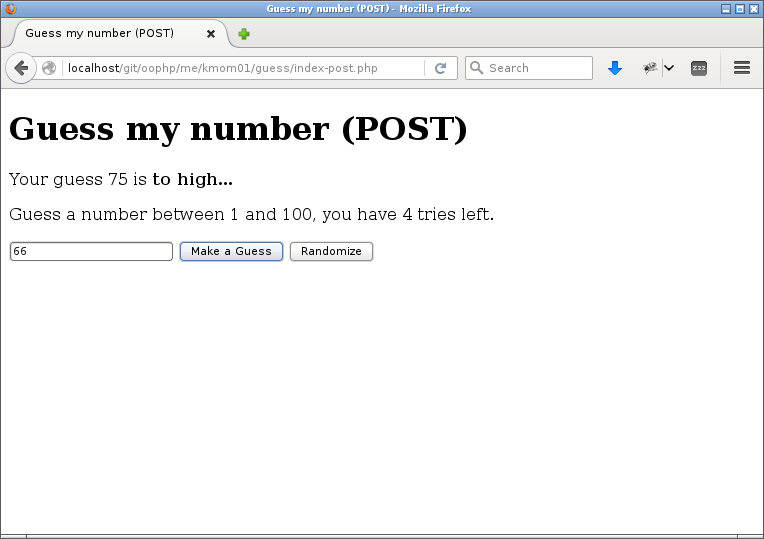 Guess my number (POST) - Mozilla Firefox
Guess my number (POST)
localhost/git/oophp/me/kmom01/guess/index-post.php
Search
zzz
Guess my number (POST)
Your guess 75 is to high...
Guess a number between 1 and 100, you have 4 tries left.
66
Make a Guess
Randomize